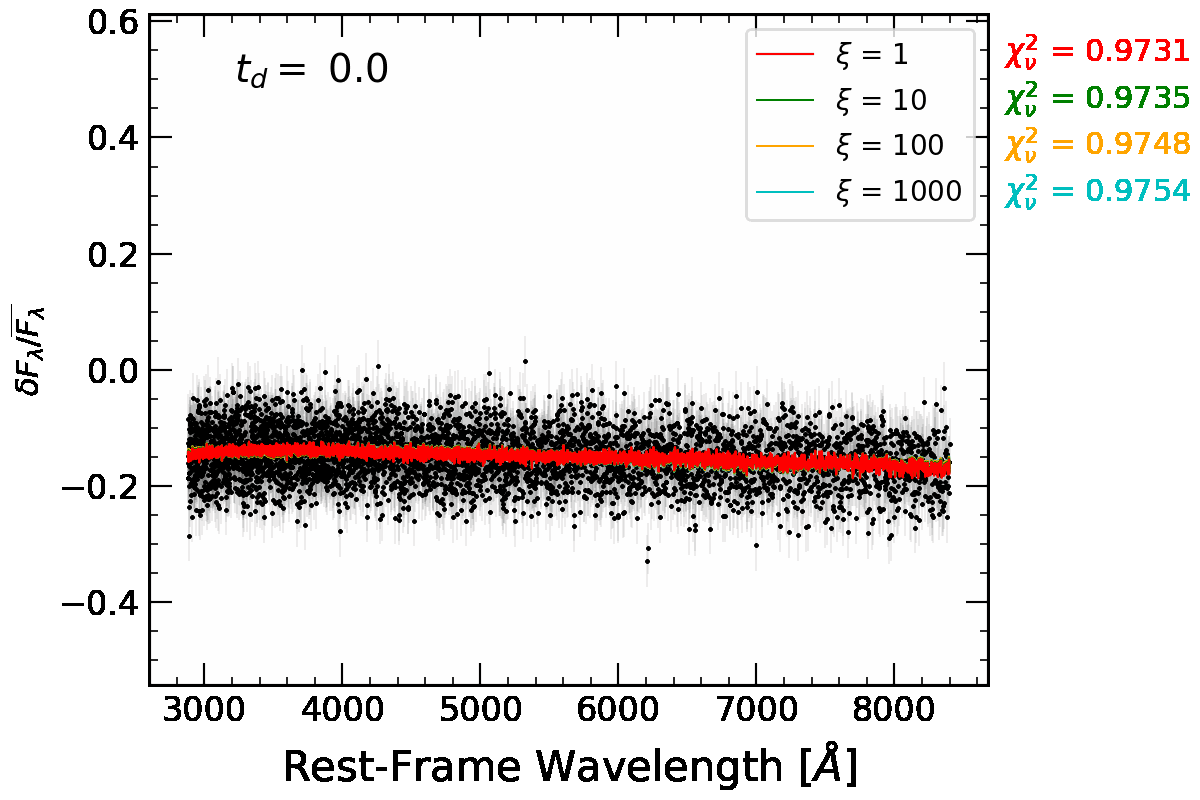 0.6
0.4
0.2
0.0
−0.2
−0.4
δF_λ/F̅_λ
t_d = 0.0
ξ = 1
ξ = 10
ξ = 100
ξ = 1000
χ²_ν = 0.9731
χ²_ν = 0.9735
χ²_ν = 0.9748
χ²_ν = 0.9754
3000 4000 5000 6000 7000 8000
Rest-Frame Wavelength [Å]